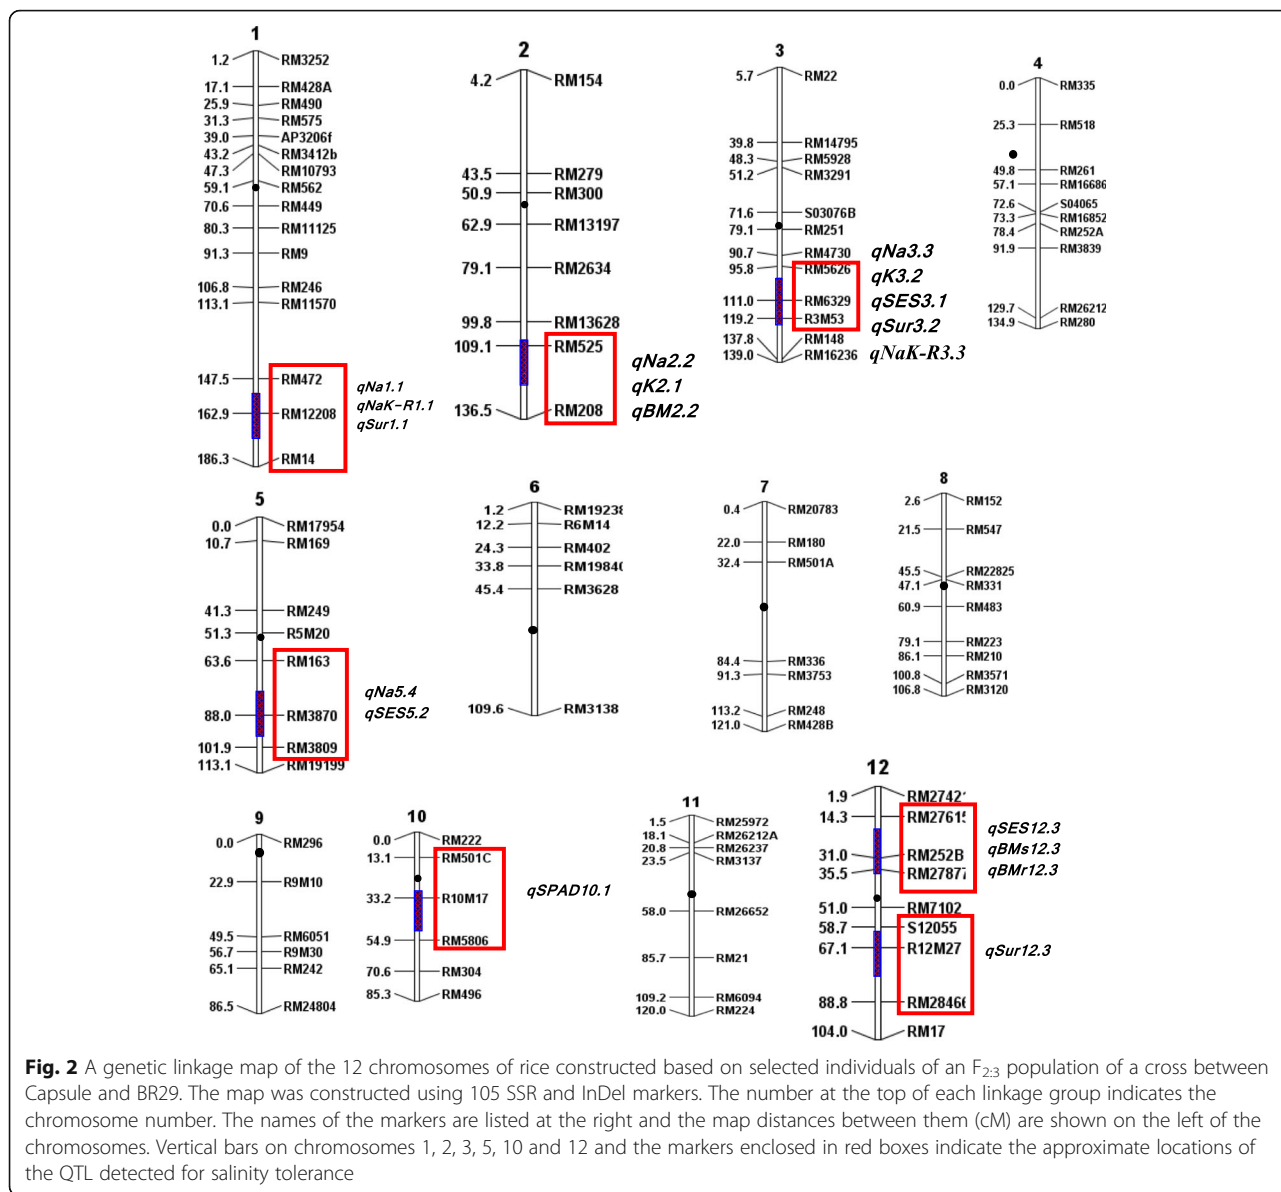 1
1.2 RM3252
17.1 RM428A
25.9 RM490
31.3 RM575
39.0 AP3206f
43.2 RM3412b
47.3 RM10793
59.1 RM562
70.6 RM449
80.3 RM11125
91.3 RM9
106.8 RM246
113.1 RM11570
147.5 RM472
162.9 RM12208
186.3 RM14
qNa1.1
qNaK-R1.1
qSur1.1
2
4.2 RM154
43.5 RM279
50.9 RM300
62.9 RM13197
79.1 RM2634
99.8 RM13628
109.1 RM525
136.5 RM208
qNa2.2
qK2.1
qBM2.2
3
5.7 RM22
39.8 RM14795
48.3 RM5928
51.2 RM3291
71.6 S03076B
79.1 RM251
90.7 RM4730
95.8 RM5626
111.0 RM6329
119.2 R3M53
137.8 RM148
139.0 RM16236
qNa3.3
qK3.2
qSES3.1
qSur3.2
qNaK-R3.3
4
0.0 RM335
25.3 RM518
49.8 RM261
57.1 RM16686
72.6 S04065
73.3 RM16852
78.4 RM252A
91.9 RM3839
129.7 RM26212
134.9 RM280
5
0.0 RM17954
10.7 RM169
41.3 RM249
51.3 R5M20
63.6 RM163
88.0 RM3870
101.9 RM3809
113.1 RM19199
qNa5.4
qSES5.2
6
1.2 RM19238
12.2 R6M14
24.3 RM402
33.8 RM19840
45.4 RM3628
109.6 RM3138
7
0.4 RM20783
22.0 RM180
32.4 RM501A
84.4 RM336
91.3 RM3753
113.2 RM248
121.0 RM428B
8
2.6 RM152
21.5 RM547
45.5 RM22825
47.1 RM331
60.9 RM483
79.1 RM223
86.1 RM210
100.8 RM3571
106.8 RM3120
9
0.0 RM296
22.9 R9M10
49.5 RM6051
56.7 R9M30
65.1 RM242
86.5 RM24804
10
0.0 RM222
13.1 RM501C
33.2 R10M17
54.9 RM5806
70.6 RM304
85.3 RM496
qSPAD10.1
11
1.5 RM25972
18.1 RM26212A
20.8 RM26237
23.5 RM3137
58.0 RM26652
85.7 RM21
109.2 RM6094
120.0 RM224
12
1.9 RM2742
14.3 RM27615
31.0 RM252B
35.5 RM27877
51.0 RM7102
58.7 S12055
67.1 R12M27
88.8 RM28466
104.0 RM17
qSES12.3
qBMs12.3
qBMr12.3
qSur12.3
Fig. 2 A genetic linkage map of the 12 chromosomes of rice constructed based on selected individuals of an F2:3 population of a cross between
Capsule and BR29. The map was constructed using 105 SSR and InDel markers. The number at the top of each linkage group indicates the
chromosome number. The names of the markers are listed at the right and the map distances between them (cM) are shown on the left of the
chromosomes. Vertical bars on chromosomes 1, 2, 3, 5, 10 and 12 and the markers enclosed in red boxes indicate the approximate locations of
the QTL detected for salinity tolerance